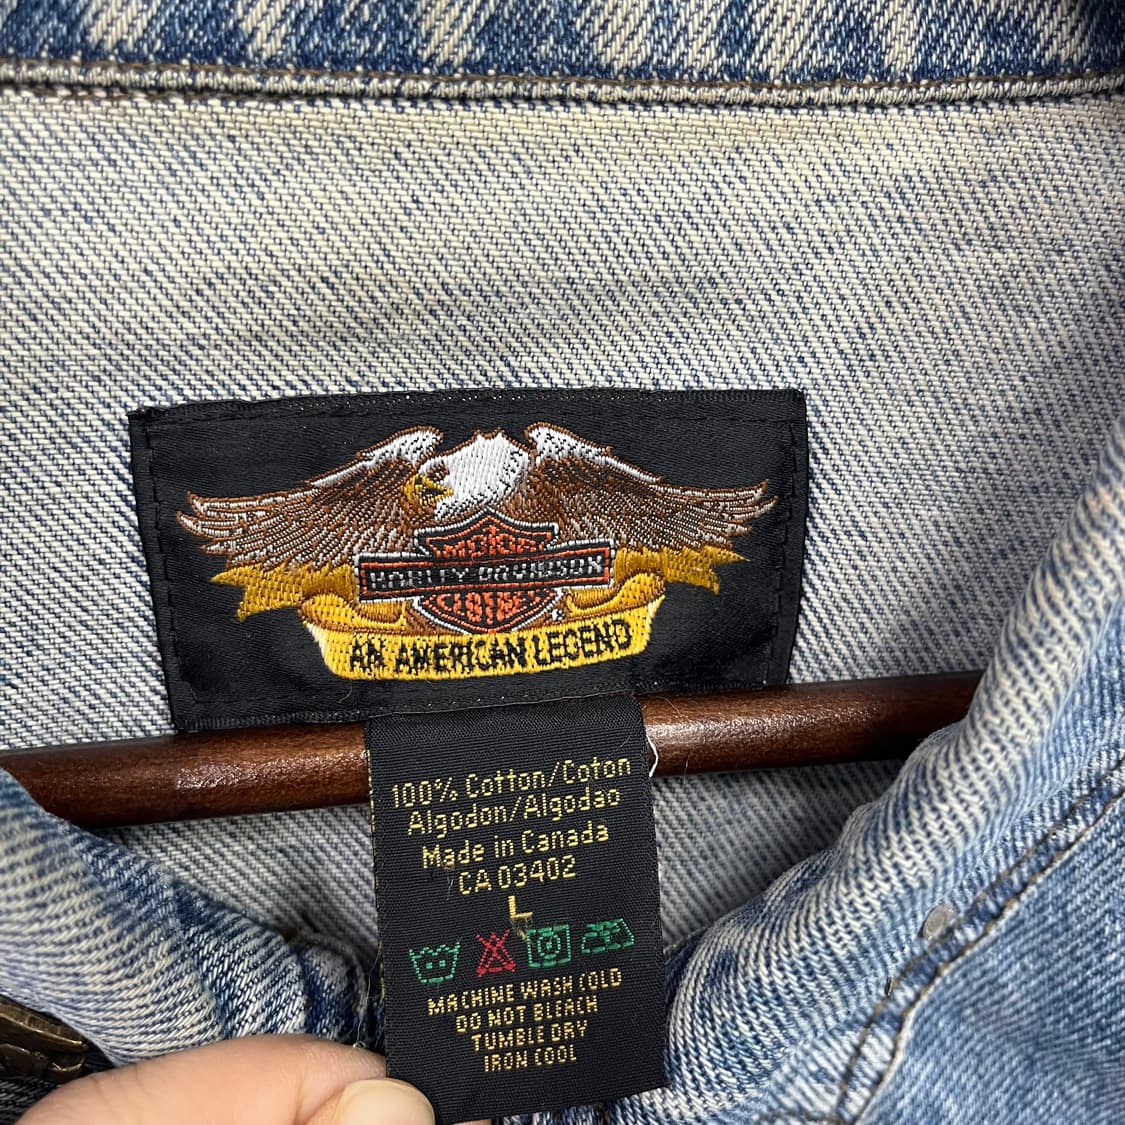 MOTOR
HARLEY-DAVIDSON
CYCLES
AN AMERICAN LEGEND
100% Cotton/Coton
Algodon/Algodao
Made in Canada
CA 03402
L
MACHINE WASH COLD
DO NOT BLEACH
TUMBLE DRY
IRON COOL